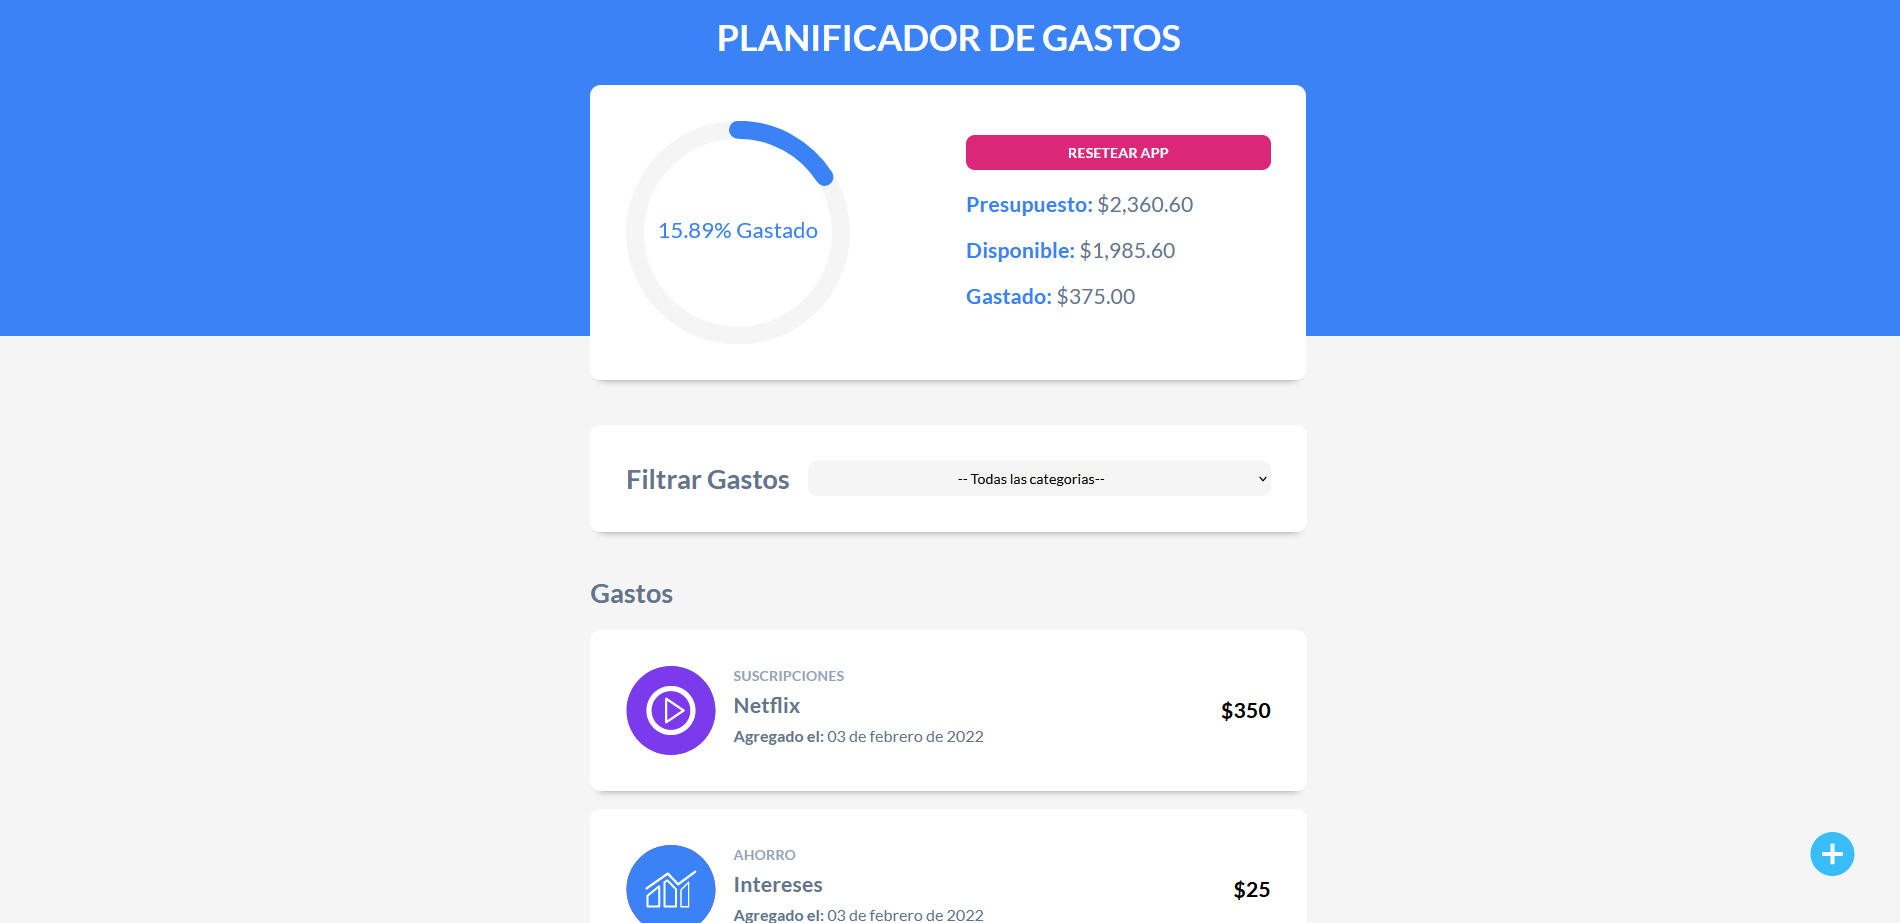 PLANIFICADOR DE GASTOS
15.89% Gastado
RESETEAR APP
Presupuesto: $2,360.60
Disponible: $1,985.60
Gastado: $375.00
Filtrar Gastos
-- Todas las categorias--
Gastos
SUSCRIPCIONES
Netflix
Agregado el: 03 de febrero de 2022
$350
AHORRO
Intereses
Agregado el: 03 de febrero de 2022
$25